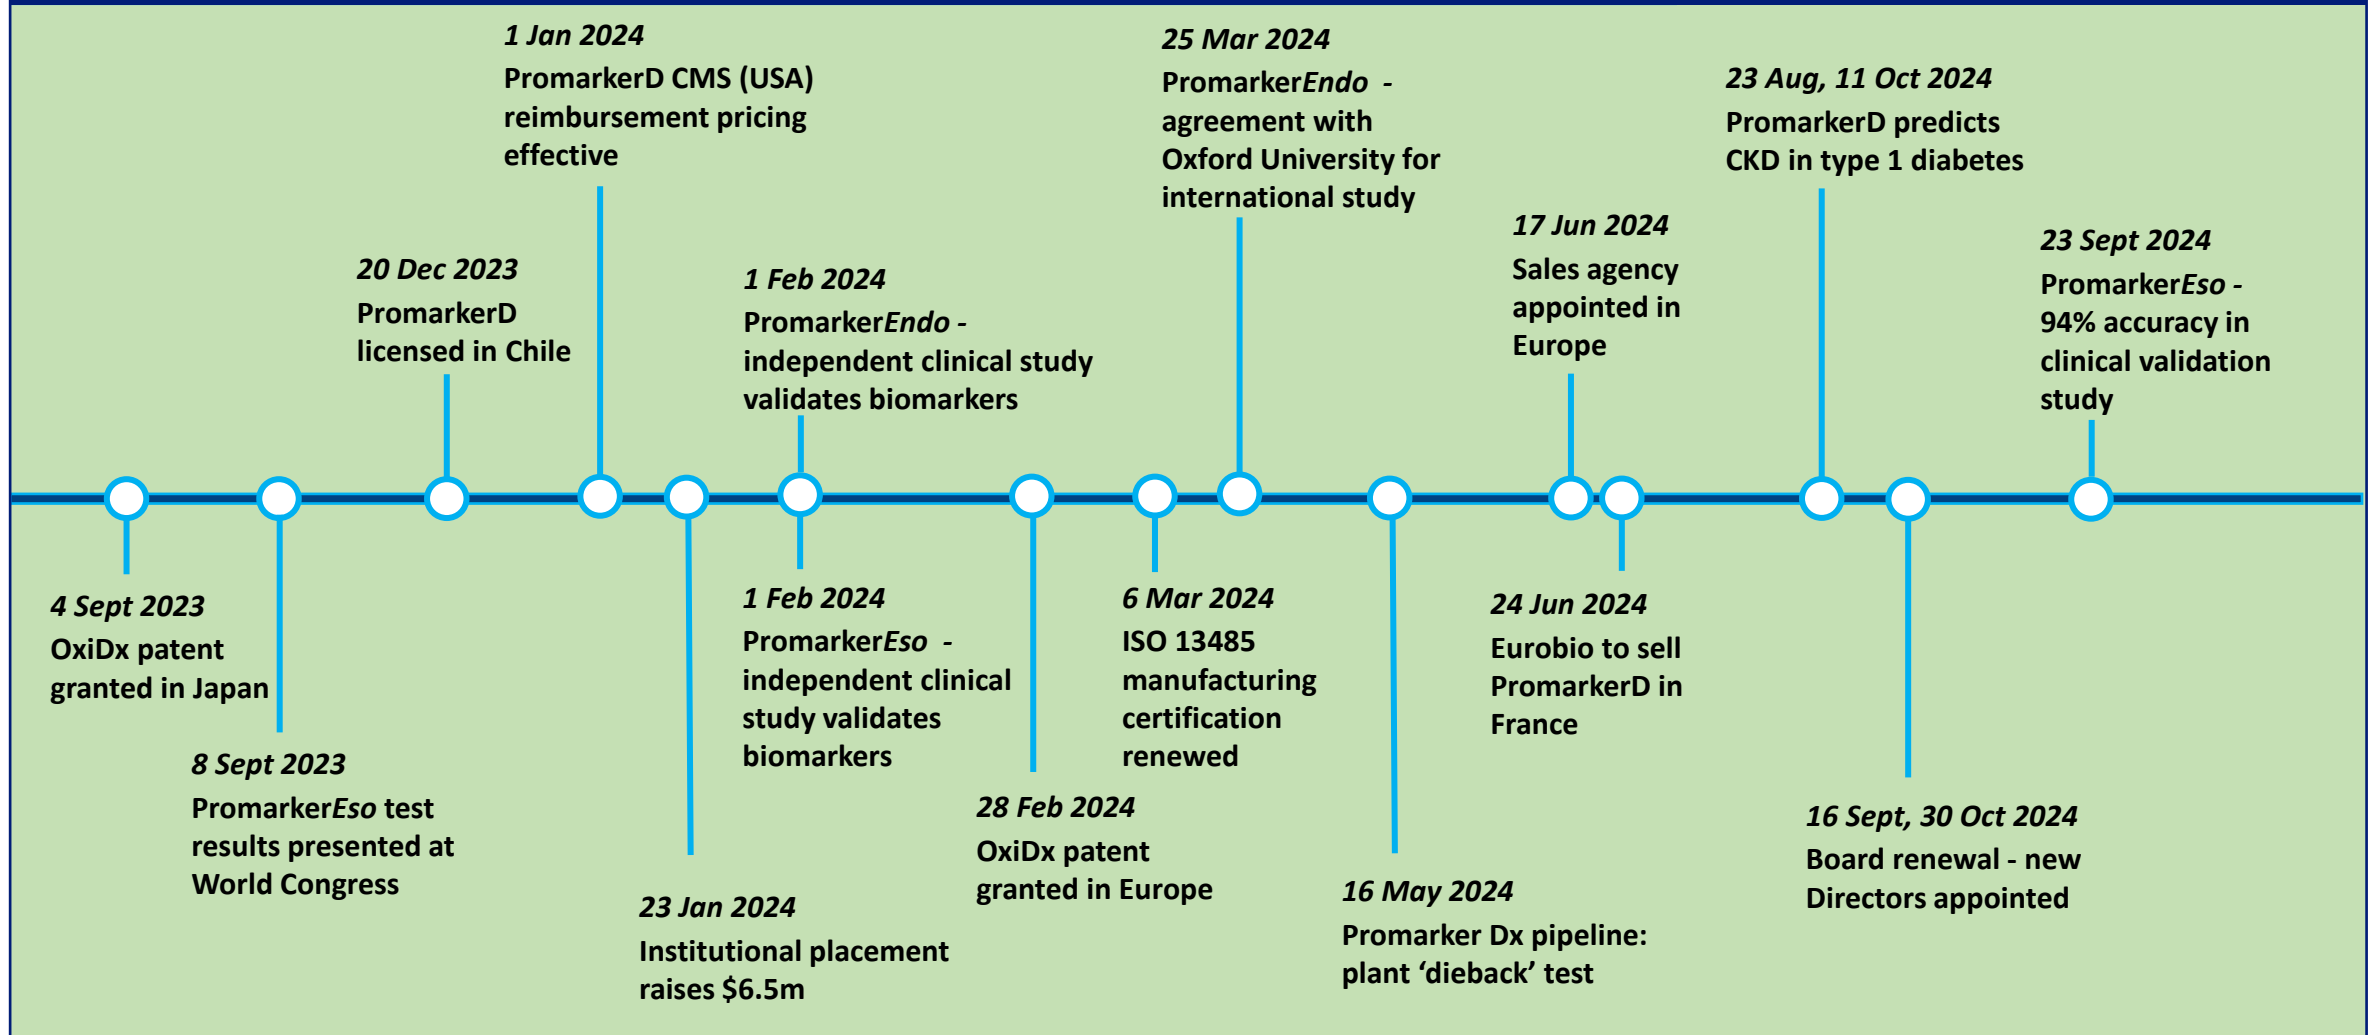 1 Jan 2024
PromarkerD CMS (USA)
reimbursement pricing
effective
25 Mar 2024
PromarkerEndo -
agreement with
Oxford University for
international study
23 Aug, 11 Oct 2024
PromarkerD predicts
CKD in type 1 diabetes
17 Jun 2024
Sales agency
appointed in
Europe
23 Sept 2024
PromarkerEso -
94% accuracy in
clinical validation
study
20 Dec 2023
PromarkerD
licensed in Chile
1 Feb 2024
PromarkerEndo -
independent clinical study
validates biomarkers
4 Sept 2023
OxiDx patent
granted in Japan
8 Sept 2023
PromarkerEso test
results presented at
World Congress
23 Jan 2024
Institutional placement
raises $6.5m
1 Feb 2024
PromarkerEso -
independent clinical
study validates
biomarkers
28 Feb 2024
OxiDx patent
granted in Europe
6 Mar 2024
ISO 13485
manufacturing
certification
renewed
16 May 2024
Promarker Dx pipeline:
plant ‘dieback’ test
24 Jun 2024
Eurobio to sell
PromarkerD in
France
16 Sept, 30 Oct 2024
Board renewal - new
Directors appointed